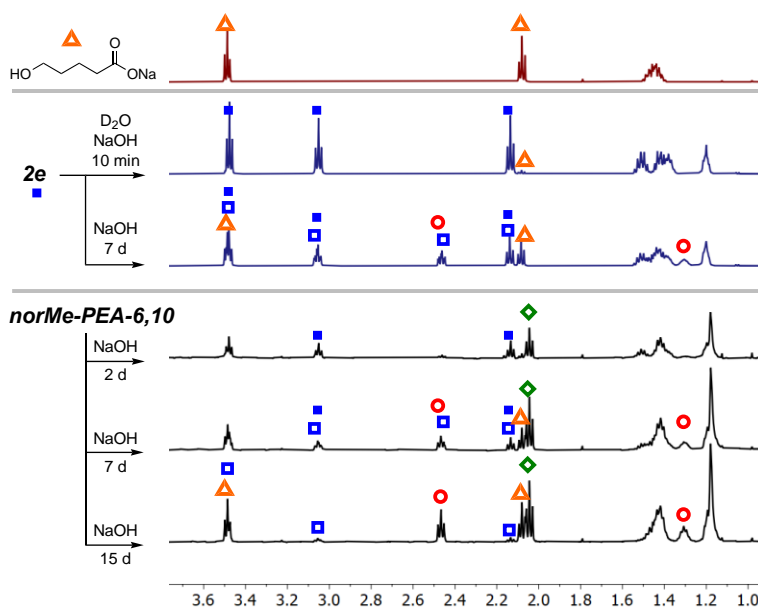 O
HO
ONa
D₂O
NaOH
10 min
2e
NaOH
7 d
norMe-PEA-6,10
NaOH
2 d
NaOH
7 d
NaOH
15 d
3.6 3.4 3.2 3.0 2.8 2.6 2.4 2.2 2.0 1.8 1.6 1.4 1.2 1.0